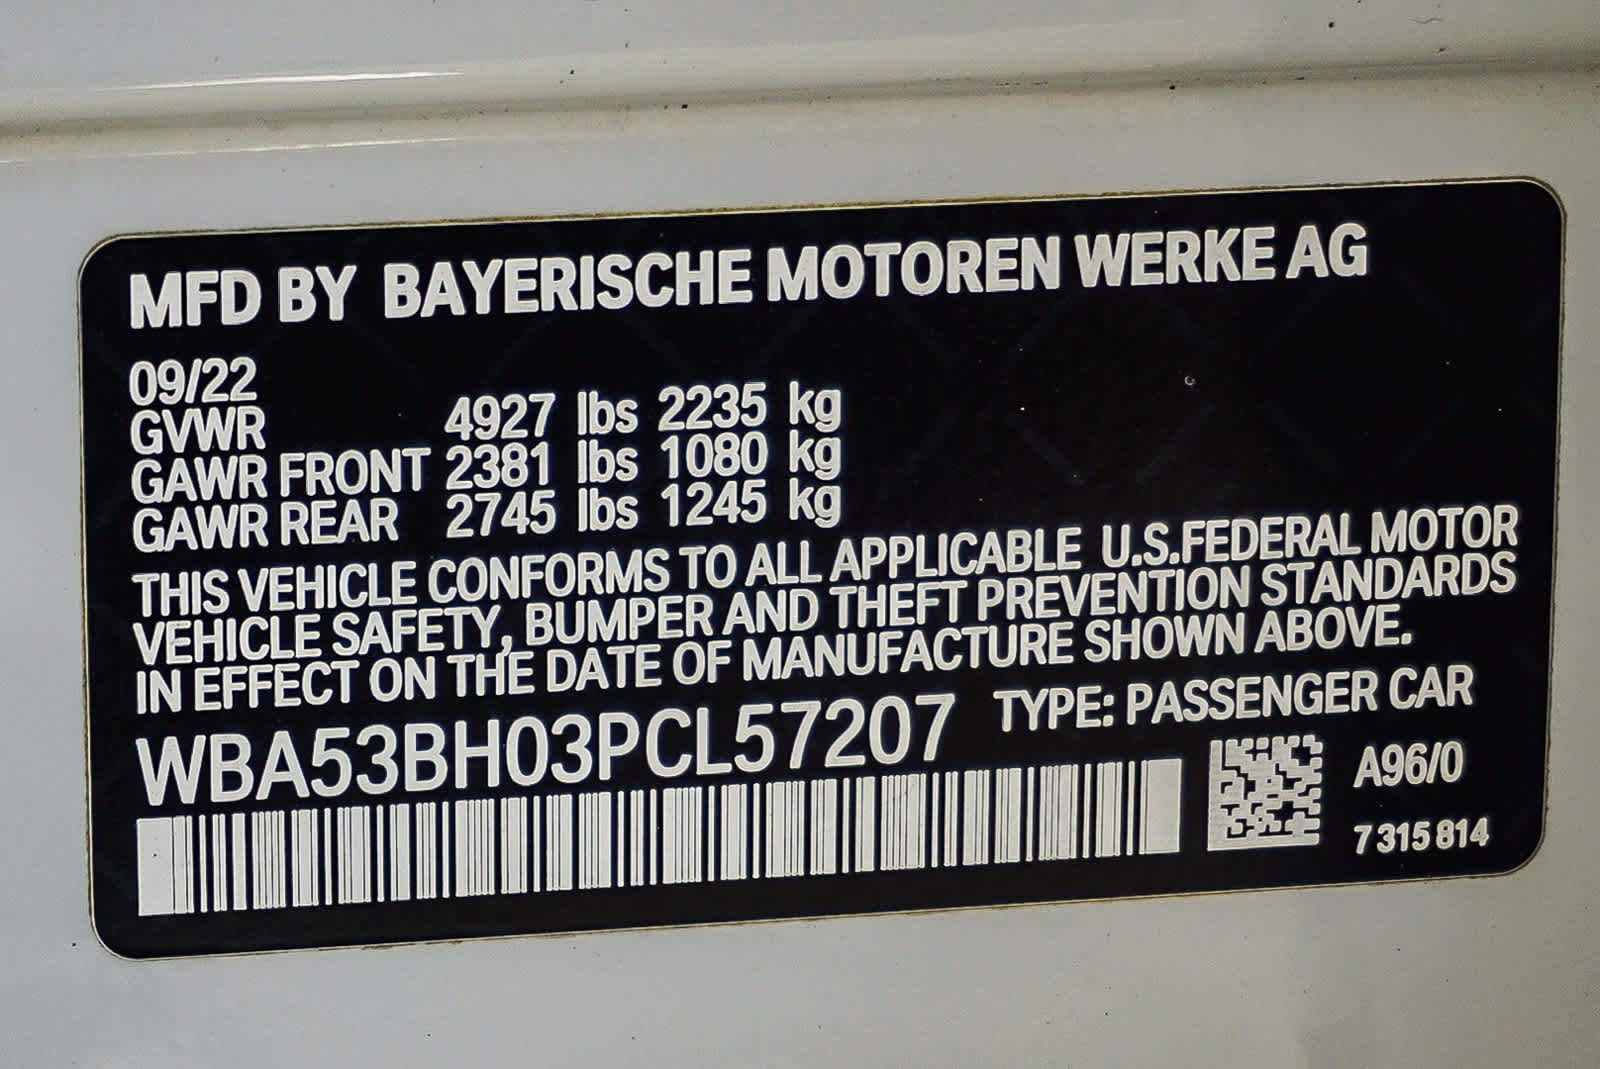 MFD BY BAYERISCHE MOTOREN WERKE AG
09/22
GVWR 4927 lbs 2235 kg
GAWR FRONT 2381 lbs 1080 kg
GAWR REAR 2745 lbs 1245 kg
THIS VEHICLE CONFORMS TO ALL APPLICABLE U.S.FEDERAL MOTOR
VEHICLE SAFETY, BUMPER AND THEFT PREVENTION STANDARDS
IN EFFECT ON THE DATE OF MANUFACTURE SHOWN ABOVE.
WBA53BH03PCL57207 TYPE: PASSENGER CAR
A96/0
7 315 814